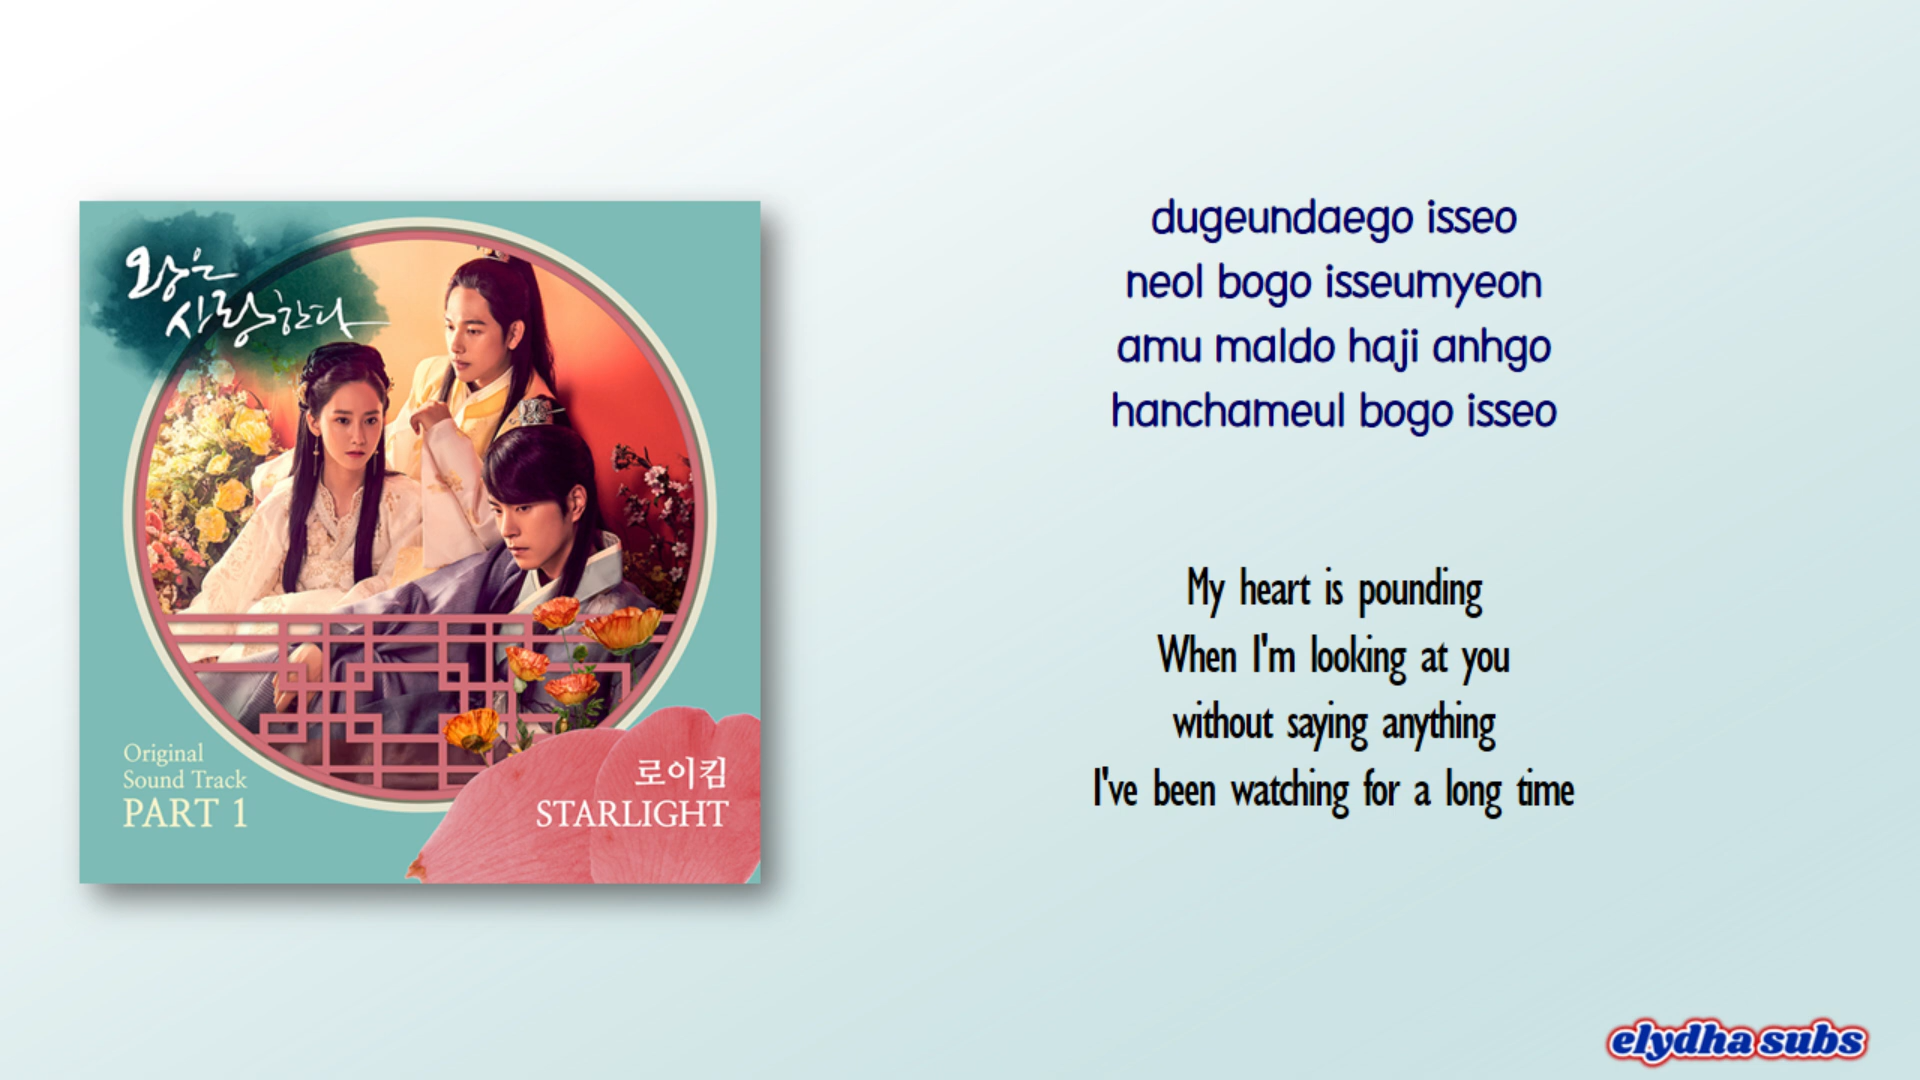 왕은
사랑한다
Original
Sound Track
PART 1
로이킴
STARLIGHT
dugeundaego isseo
neol bogo isseumyeon
amu maldo haji anhgo
hanchameul bogo isseo
My heart is pounding
When I'm looking at you
without saying anything
I've been watching for a long time
elydha subs